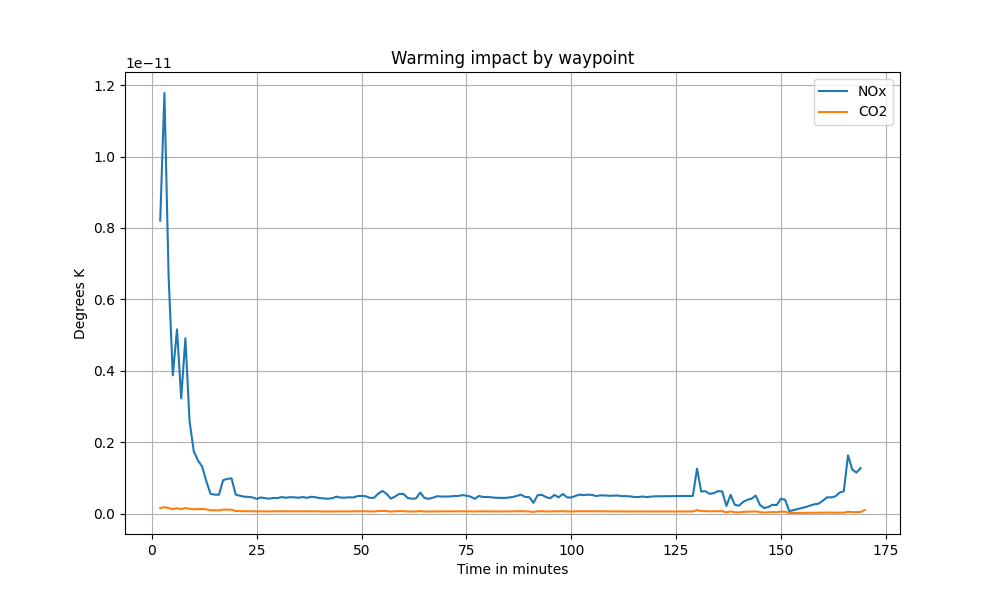 Warming impact by waypoint
1e−11
NOx
CO2
1.2
1.0
0.8
0.6
0.4
0.2
0.0
Degrees K
0 25 50 75 100 125 150 175
Time in minutes